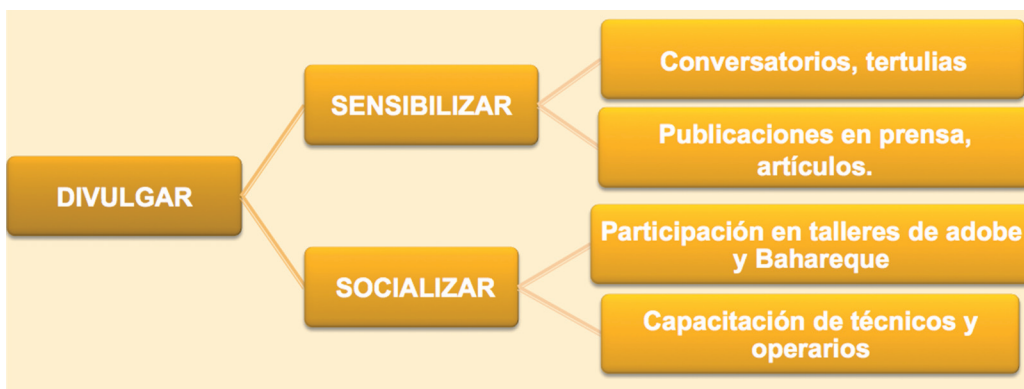 DIVULGAR
SENSIBILIZAR
Conversatorios, tertulias
Publicaciones en prensa,
artículos.
SOCIALIZAR
Participación en talleres de adobe
y Bahareque
Capacitación de técnicos y
operarios